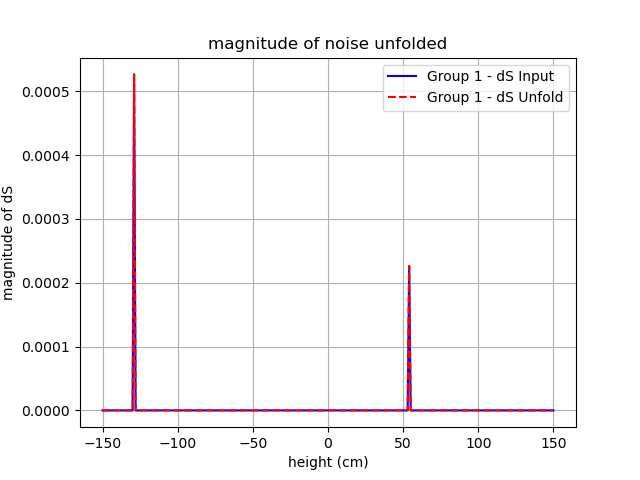 magnitude of noise unfolded
Group 1 - dS Input
Group 1 - dS Unfold
magnitude of dS
0.0005
0.0004
0.0003
0.0002
0.0001
0.0000
−150 −100 −50 0 50 100 150
height (cm)